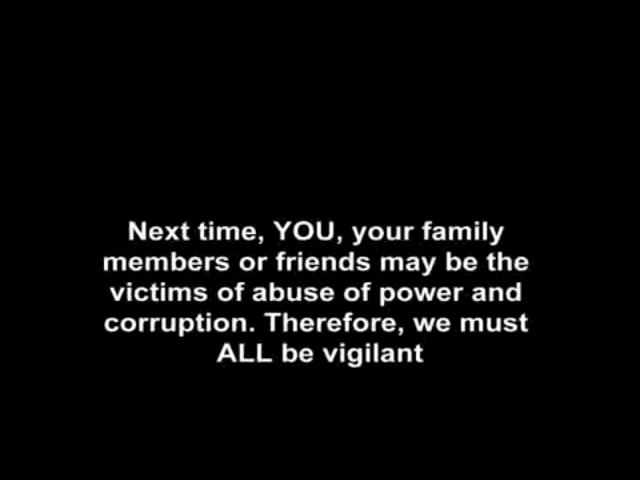 Next time, YOU, your family
members or friends may be the
victims of abuse of power and
corruption. Therefore, we must
ALL be vigilant